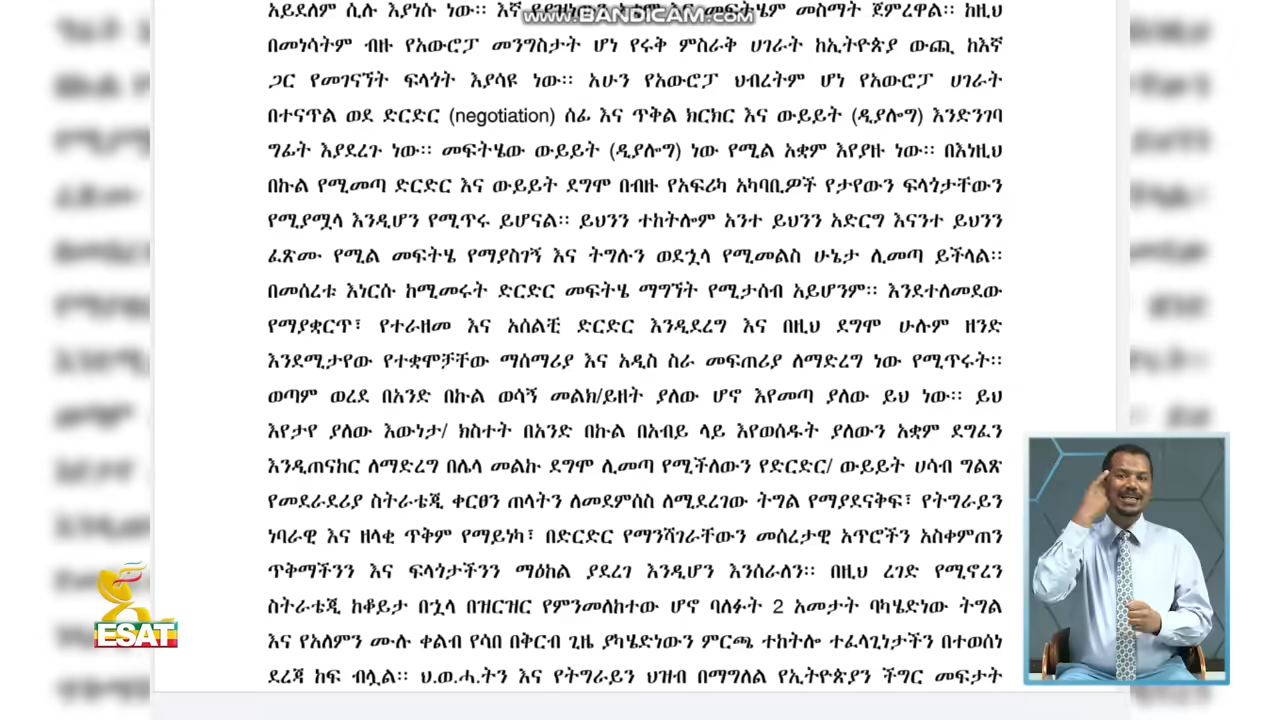 አይደለም ሲሉ እያነሱ ነው። እኛ መፍትሄም መስማት ጀምረዋል። ከዚህ
www.BANDICAM.com
በመነሳትም ብዙ የአውሮፓ መንግስታት ሆነ የሩቅ ምስራቅ ሀገራት ከኢትዮጵያ ውጪ ከእኛ
ጋር የመገናኘት ፍላጎት እያሳዩ ነው። አሁን የአውሮፓ ህብረትም ሆነ የአውሮፓ ሀገራት
በተናጥል ወደ ድርድር (negotiation) ሰፊ እና ጥቅል ክርክር እና ውይይት (ዲያሎግ) እንድንገባ
ግፊት እያደረጉ ነው። መፍትሄው ውይይት (ዲያሎግ) ነው የሚል አቋም እየያዙ ነው። በእነዚህ
በኩል የሚመጣ ድርድር እና ውይይት ደግሞ በብዙ የአፍሪካ አካባቢዎች የታየውን ፍላጎታቸውን
የሚያሟላ እንዲሆን የሚጥሩ ይሆናል። ይህንን ተከትሎም አንተ ይህንን አድርግ እናንተ ይህንን
ፈጽሙ የሚል መፍትሄ የማያስገኝ እና ትግሉን ወደኋላ የሚመልስ ሁኔታ ሊመጣ ይችላል።
በመሰረቱ እነርሱ ከሚመሩት ድርድር መፍትሄ ማግኘት የሚታሰብ አይሆንም። እንደተለመደው
የማያቋርጥ፣ የተራዘመ እና አሰልቺ ድርድር እንዲደረግ እና በዚህ ደግሞ ሁሉም ዘንድ
እንደሚታየው የተቋሞቻቸው ማሰማሪያ እና አዲስ ስራ መፍጠሪያ ለማድረግ ነው የሚጥሩት።
ወጣም ወረደ በአንድ በኩል ወሳኝ መልክ/ይዘት ያለው ሆኖ እየመጣ ያለው ይህ ነው። ይህ
እየታየ ያለው እውነታ/ ክስተት በአንድ በኩል በአብይ ላይ እየወሰዱት ያለውን አቋም ደግፈን
እንዲጠናከር ለማድረግ በሌላ መልኩ ደግሞ ሊመጣ የሚችለውን የድርድር/ ውይይት ሀሳብ ግልጽ
የመደራደሪያ ስትራቴጂ ቀርፀን ጠላትን ለመደምሰስ ለሚደረገው ትግል የማያደናቅፍ፣ የትግራይን
ነባራዊ እና ዘላቂ ጥቅም የማይነካ፣ በድርድር የማንሻገራቸውን መሰረታዊ አጥሮችን አስቀምጠን
ጥቅማችንን እና ፍላጎታችንን ማዕከል ያደረገ እንዲሆን እንሰራለን። በዚህ ረገድ የሚኖረን
ስትራቴጂ ከቆይታ በኋላ በዝርዝር የምንመለከተው ሆኖ ባለፉት 2 አመታት ባካሄድነው ትግል
እና የአለምን ሙሉ ቀልብ የሳበ በቅርብ ጊዜ ያካሄድነውን ምርጫ ተከትሎ ተፈላጊነታችን በተወሰነ
ደረጃ ከፍ ብሏል። ህ.ወ.ሓ.ትን እና የትግራይን ህዝብ በማግለል የኢትዮጵያን ችግር መፍታት
ESAT